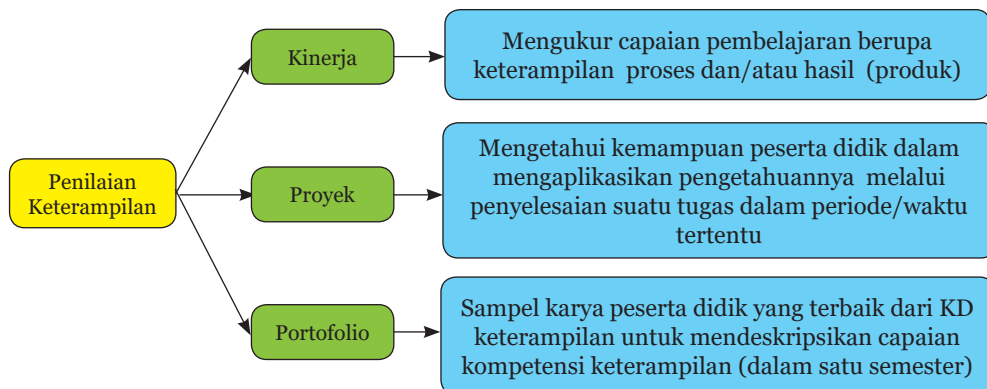 Penilaian
Keterampilan
Kinerja
Mengukur capaian pembelajaran berupa
keterampilan proses dan/atau hasil (produk)
Proyek
Mengetahui kemampuan peserta didik dalam
mengaplikasikan pengetahuannya melalui
penyelesaian suatu tugas dalam periode/waktu
tertentu
Portofolio
Sampel karya peserta didik yang terbaik dari KD
keterampilan untuk mendeskripsikan capaian
kompetensi keterampilan (dalam satu semester)